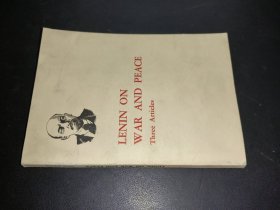 LENIN ON
WAR AND PEACE
Three Articles